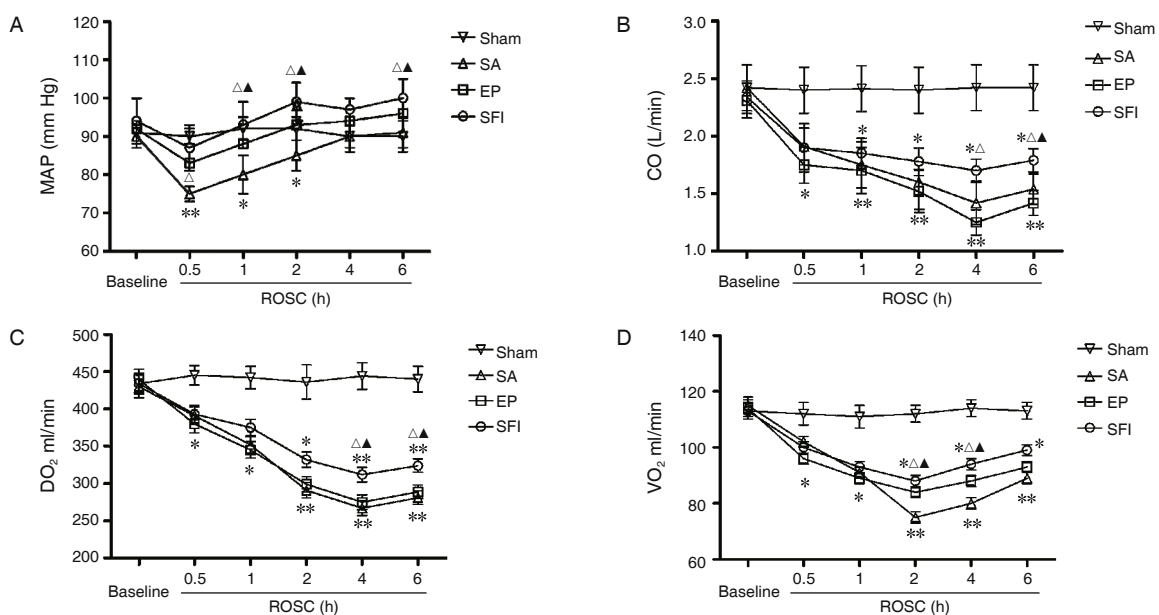 A
MAP (mm Hg)
120
110
100
90
80
70
60
Sham
SA
EP
SFI
△▲ △▲ △▲
△
** * *
Baseline 0.5 1 2 4 6
ROSC (h)
B
CO (L/min)
3.0
2.5
2.0
1.5
1.0
Sham
SA
EP
SFI
* * *△ *△▲
* ** ** ** **
Baseline 0.5 1 2 4 6
ROSC (h)
C
DO₂ ml/min
500
450
400
350
300
250
200
Sham
SA
EP
SFI
△▲ △▲
* ** **
* * ** ** **
Baseline 0.5 1 2 4 6
ROSC (h)
D
VO₂ ml/min
140
120
100
80
60
Sham
SA
EP
SFI
*△▲ *△▲ *
* * ** ** **
Baseline 0.5 1 2 4 6
ROSC (h)